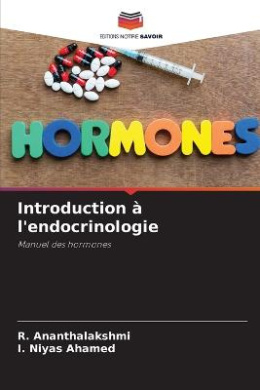 EDITIONS NOTRE SAVOIR
HORMONES
Introduction à
l'endocrinologie
Manuel des hormones
R. Ananthalakshmi
I. Niyas Ahamed